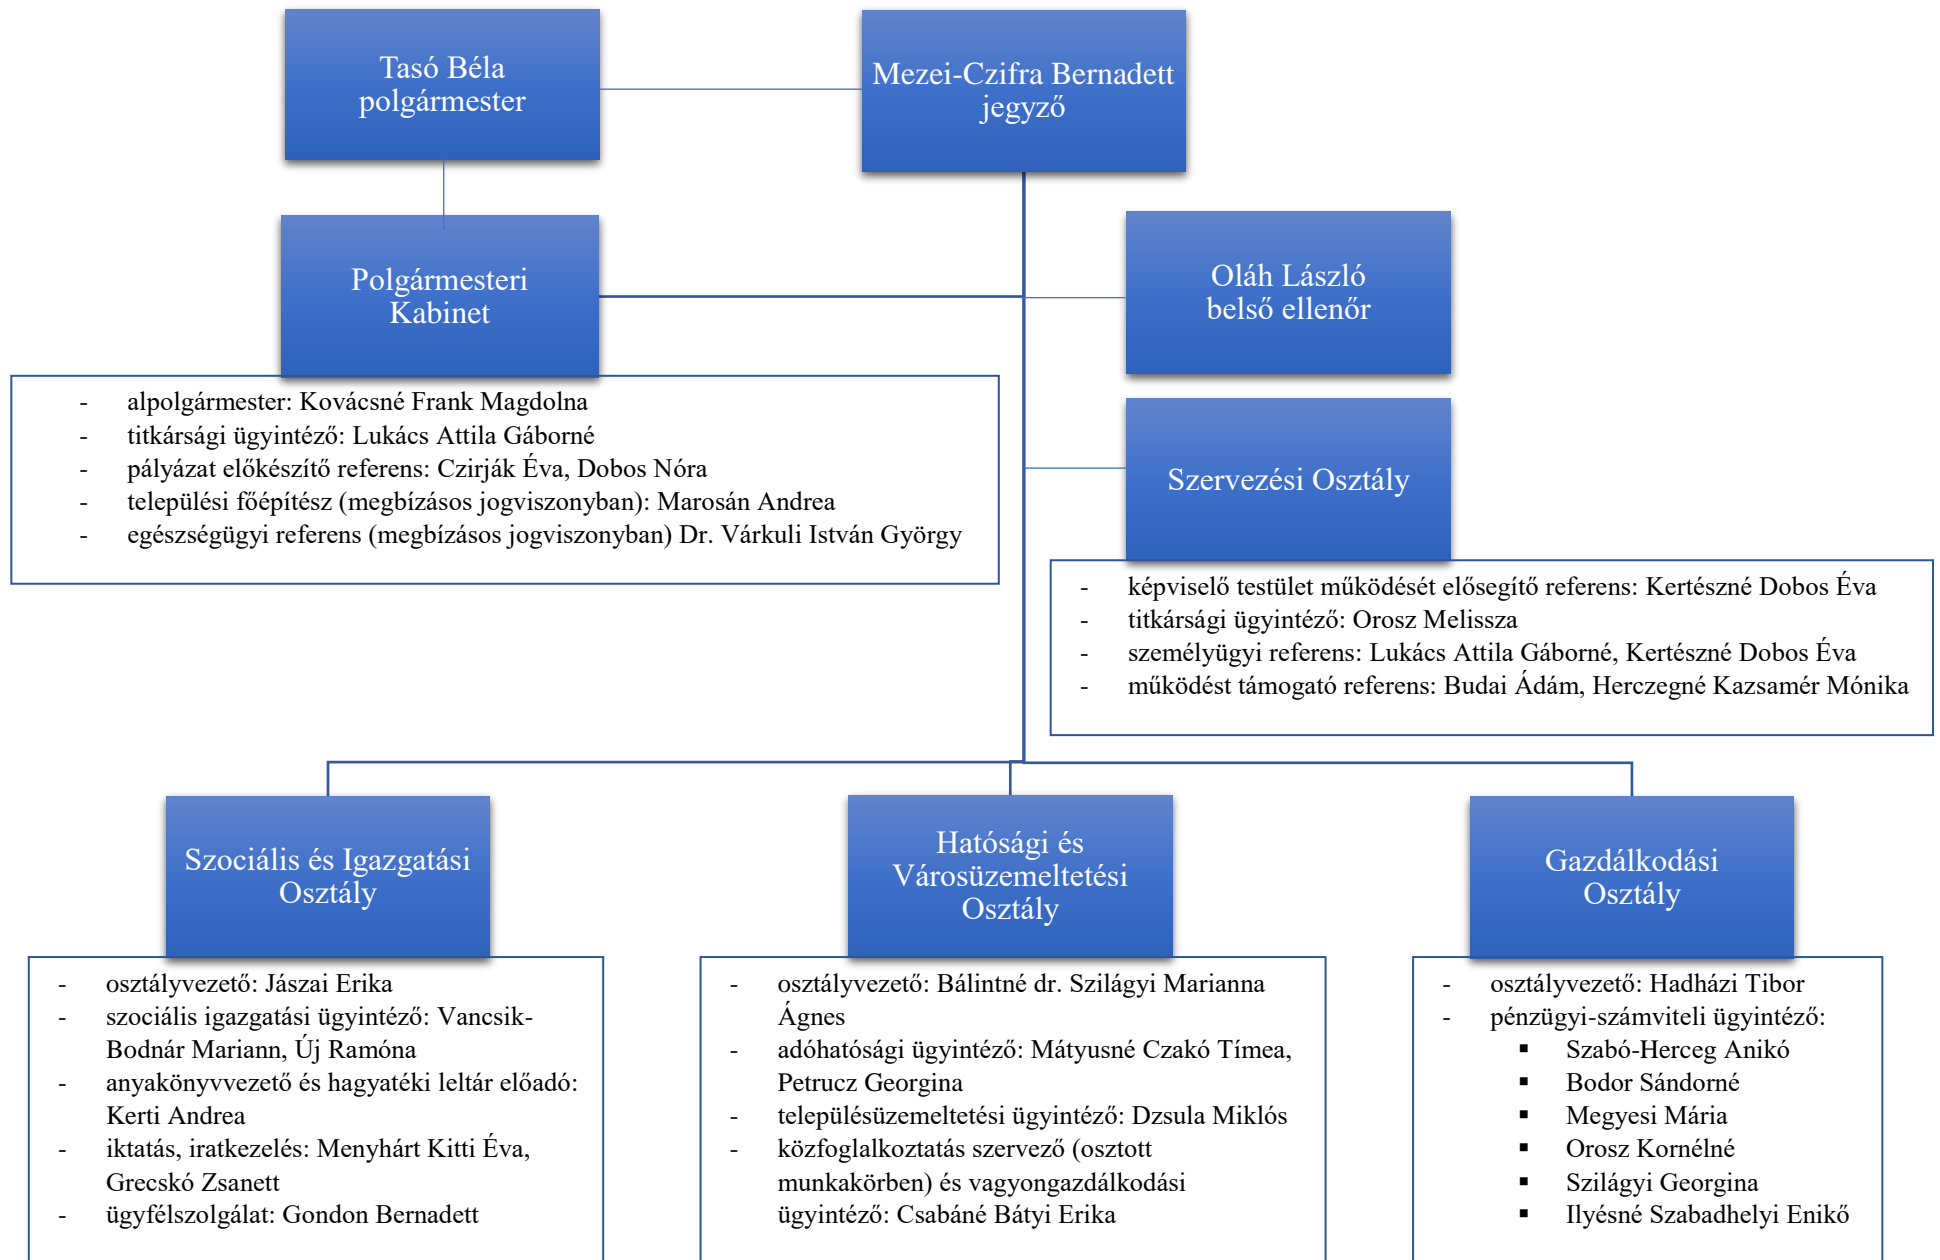 Tasó Béla
polgármester
Mezei-Czifra Bernadett
jegyző
Polgármesteri
Kabinet
Oláh László
belső ellenőr
- alpolgármester: Kovácsné Frank Magdolna
- titkársági ügyintéző: Lukács Attila Gáborné
- pályázat előkészítő referens: Czirják Éva, Dobos Nóra
- települési főépítész (megbízásos jogviszonyban): Marosán Andrea
- egészségügyi referens (megbízásos jogviszonyban) Dr. Várkuli István György
Szervezési Osztály
- képviselő testület működését elősegítő referens: Kertészné Dobos Éva
- titkársági ügyintéző: Orosz Melissza
- személyügyi referens: Lukács Attila Gáborné, Kertészné Dobos Éva
- működést támogató referens: Budai Ádám, Herczegné Kazsamér Mónika
Szociális és Igazgatási
Osztály
- osztályvezető: Jászai Erika
- szociális igazgatási ügyintéző: Vancsik-
Bodnár Mariann, Új Ramóna
- anyakönyvvezető és hagyatéki leltár előadó:
Kerti Andrea
- iktatás, iratkezelés: Menyhárt Kitti Éva,
Grecskó Zsanett
- ügyfélszolgálat: Gondon Bernadett
Hatósági és
Városüzemeltetési
Osztály
- osztályvezető: Bálintné dr. Szilágyi Marianna
Ágnes
- adóhatósági ügyintéző: Mátyusné Czakó Tímea,
Petrucz Georgina
- településüzemeltetési ügyintéző: Dzsula Miklós
- közfoglalkoztatás szervező (osztott
munkakörben) és vagyongazdálkodási
ügyintéző: Csabáné Bátyi Erika
Gazdálkodási
Osztály
- osztályvezető: Hadházi Tibor
- pénzügyi-számviteli ügyintéző:
▪ Szabó-Herceg Anikó
▪ Bodor Sándorné
▪ Megyesi Mária
▪ Orosz Kornélné
▪ Szilágyi Georgina
▪ Ilyésné Szabadhelyi Enikő